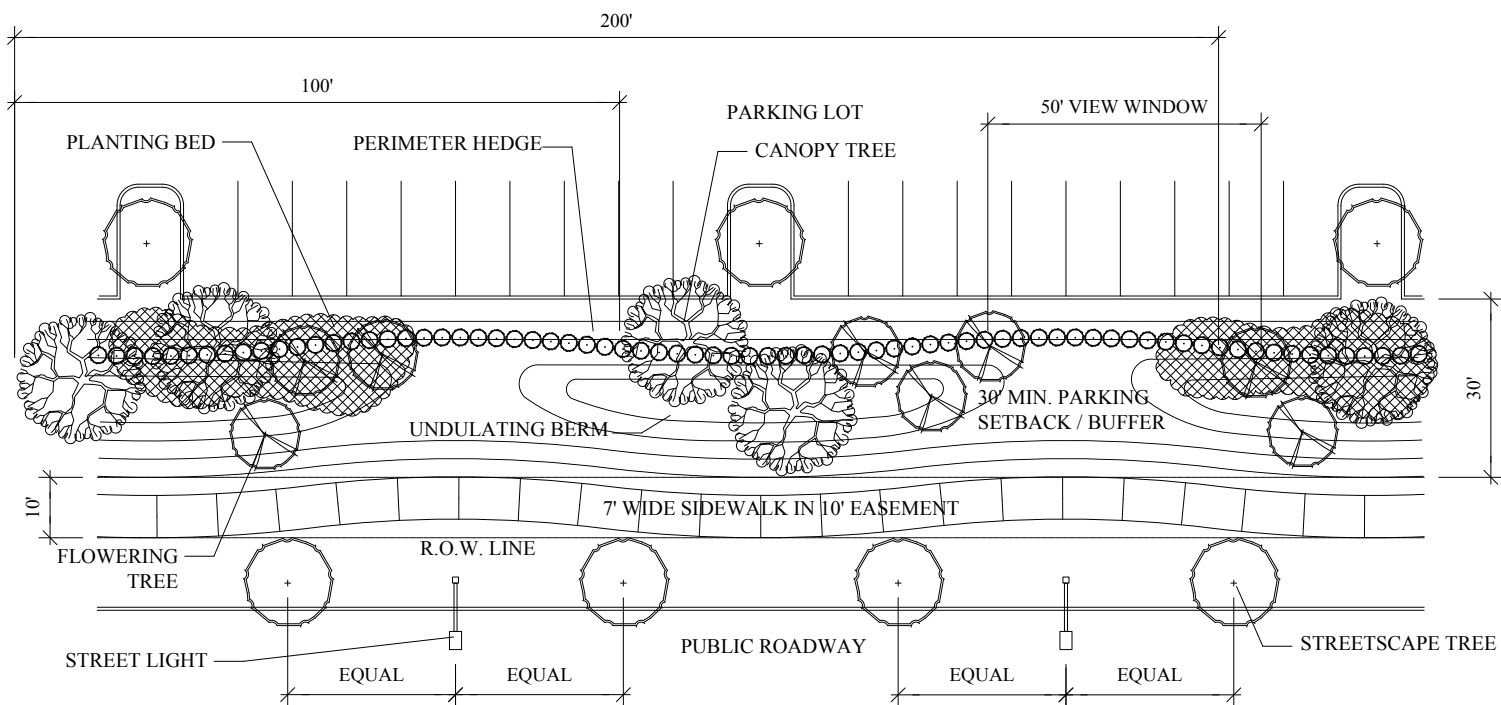 200'
100'
PARKING LOT
50' VIEW WINDOW
PLANTING BED
PERIMETER HEDGE
CANOPY TREE
30' MIN. PARKING
SETBACK / BUFFER
30'
UNDULATING BERM
10'
7' WIDE SIDEWALK IN 10' EASEMENT
FLOWERING
TREE
R.O.W. LINE
STREET LIGHT
PUBLIC ROADWAY
STREETSCAPE TREE
EQUAL
EQUAL
EQUAL
EQUAL